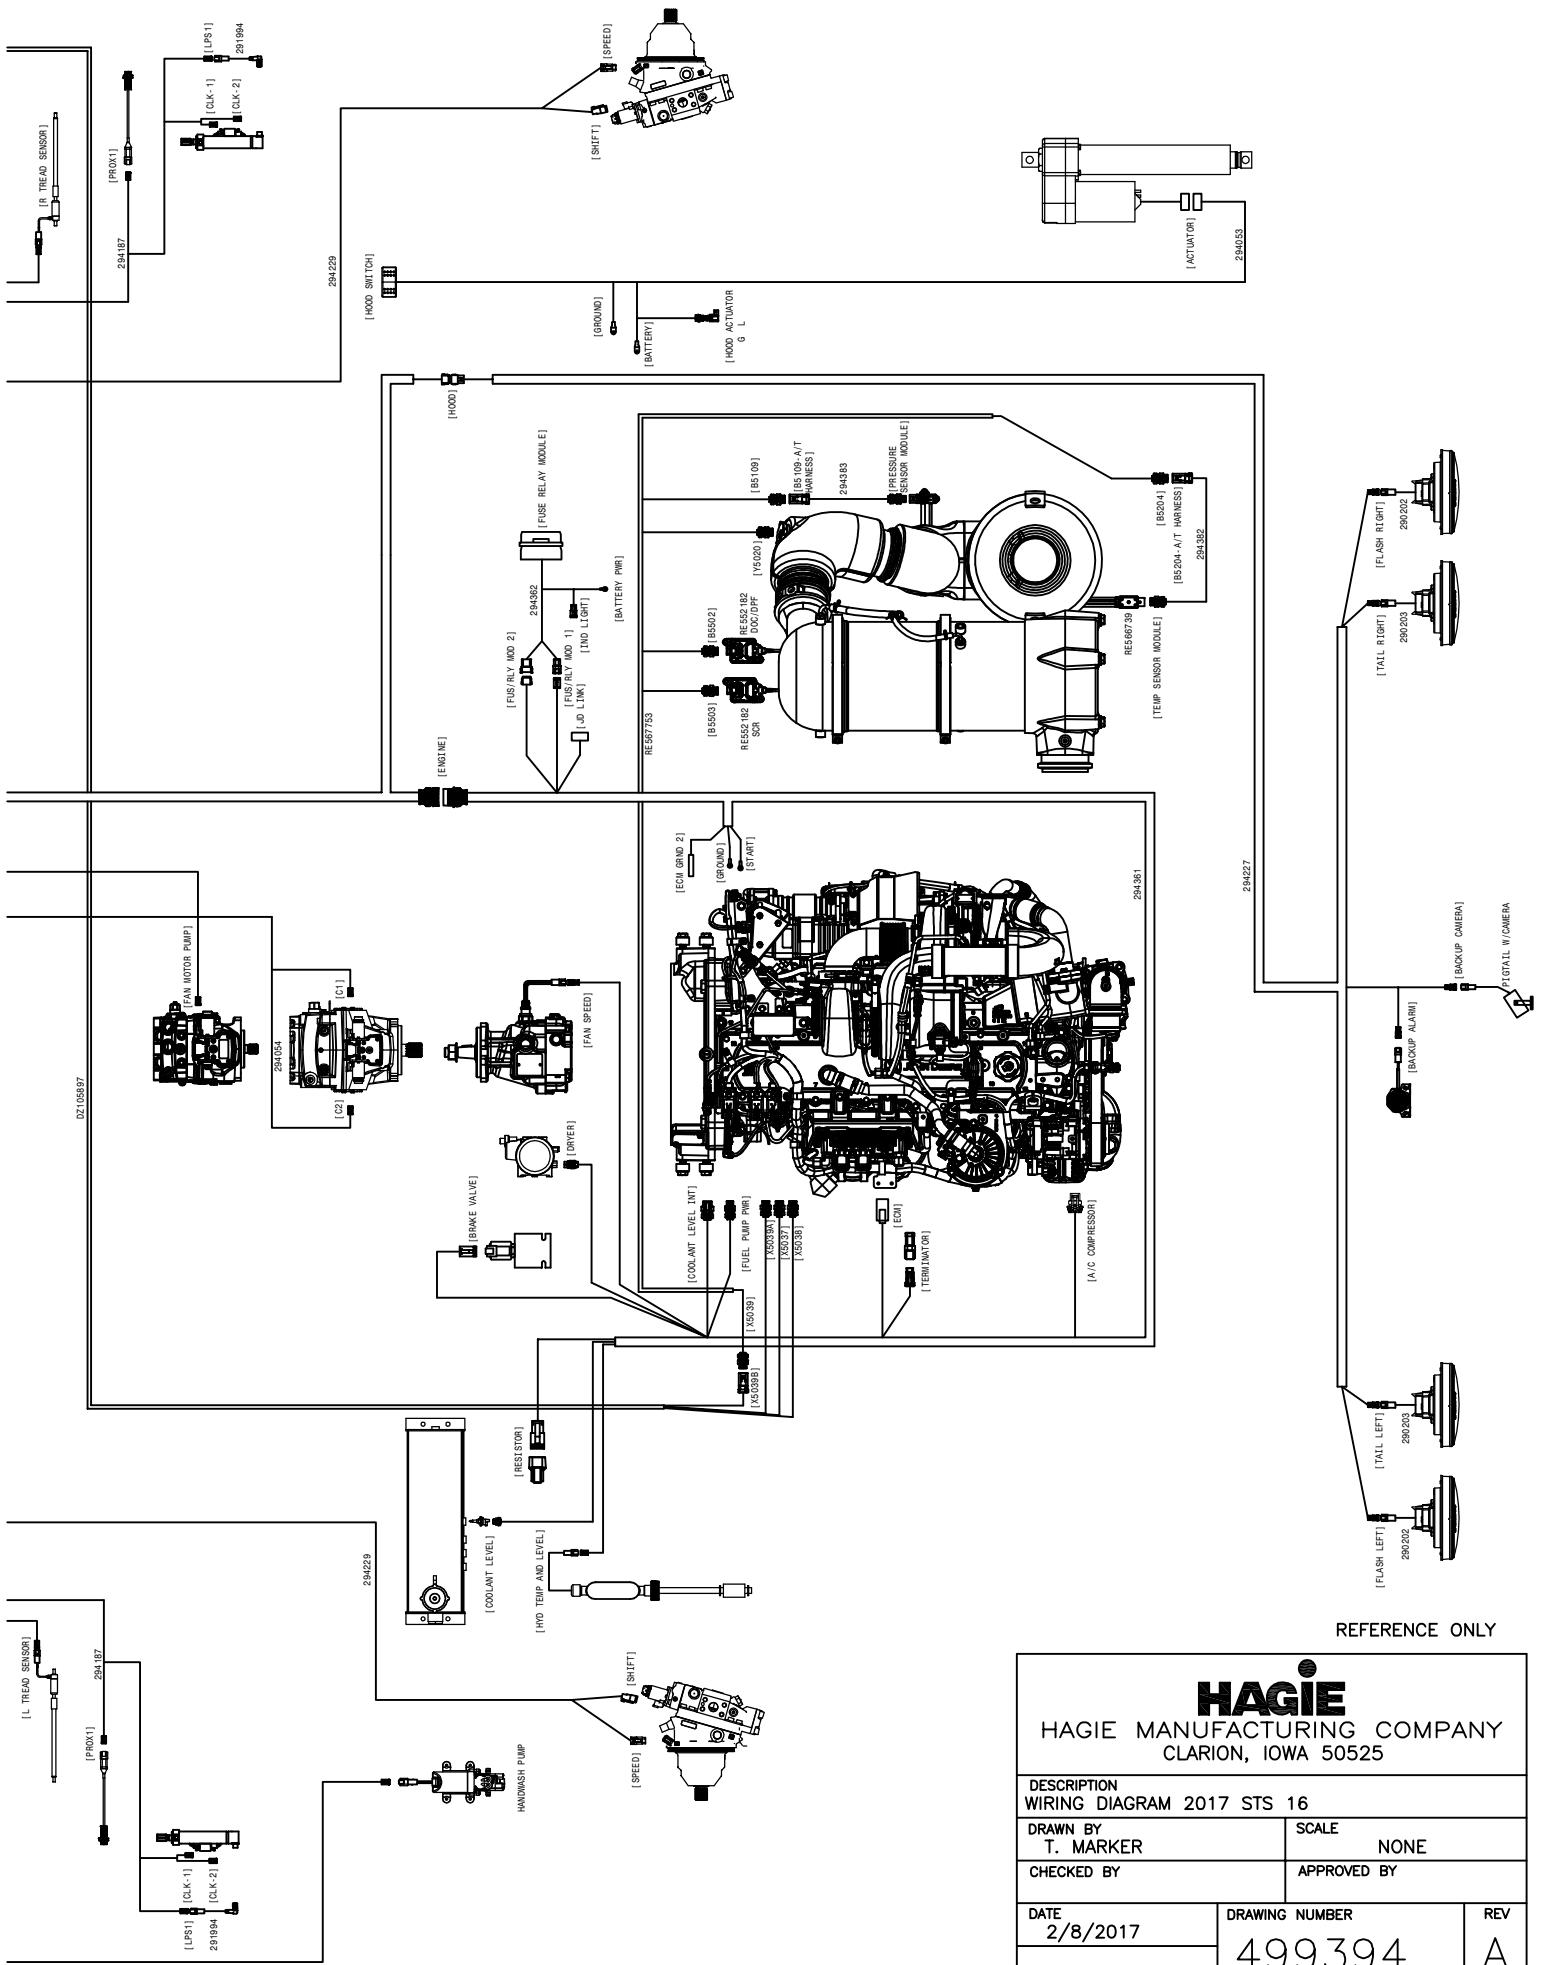 [LPS1]
291994
[CLK-1]
[CLK-2]
[R TREAD SENSOR]
[PROX1]
294187
294229
[SPEED]
[SHIFT]
[HOOD SWITCH]
[GROUND]
[BATTERY]
[HOOD ACTUATOR
G L
[ACTUATOR]
294053
[HOOD]
[FUSE RELAY MODULE]
294362
[BATTERY PWR]
[IND LIGHT]
[FUS/RLY MOD 2]
[FUS/RLY MOD 1]
[JD LINK]
[ENGINE]
[B5109]
[B5109-A/T
HARNESS]
294383
[PRESSURE
SENSOR MODULE]
[Y5020]
[B5502]
RE552182
DOC/DPF
[B5503]
RE552182
SCR
RE567753
[B5204]
[B5204-A/T HARNESS]
294382
RE566739
[TEMP SENSOR MODULE]
[FLASH RIGHT]
290202
[TAIL RIGHT]
290203
[ECM GRND 2]
[GROUND]
[START]
294361
294227
[FAN MOTOR PUMP]
[C1]
294054
[C2]
DZ105897
[FAN SPEED]
[DRYER]
[BRAKE VALVE]
[BACKUP CAMERA]
PIGTAIL W/CAMERA
[BACKUP ALARM]
[COOLANT LEVEL INT]
[FUEL PUMP PWR]
[X5039A]
[X5037]
[X5038]
[ECM]
[TERMINATOR]
[A/C COMPRESSOR]
[X5039]
[X5039B]
[RESISTOR]
[COOLANT LEVEL]
[HYD TEMP AND LEVEL]
294229
[TAIL LEFT]
290203
[FLASH LEFT]
290202
[L TREAD SENSOR]
294187
[PROX1]
[CLK-1]
[CLK-2]
[LPS1]
291994
HANDWASH PUMP
[SHIFT]
[SPEED]
REFERENCE ONLY
HAGIE
HAGIE MANUFACTURING COMPANY
CLARION, IOWA 50525
DESCRIPTION
WIRING DIAGRAM 2017 STS 16
DRAWN BY
T. MARKER
SCALE
NONE
CHECKED BY
APPROVED BY
DATE
2/8/2017
DRAWING NUMBER
499394
REV
A